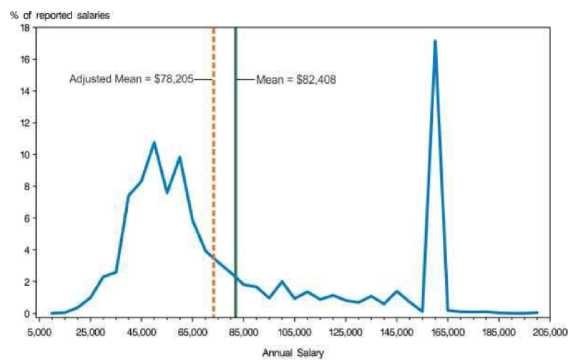 % of reported salaries
18
16
14
12
10
8
6
4
2
0
Adjusted Mean = $78,205
Mean = $82,408
5,000 25,000 45,000 65,000 85,000 105,000 125,000 145,000 165,000 185,000 205,000
Annual Salary